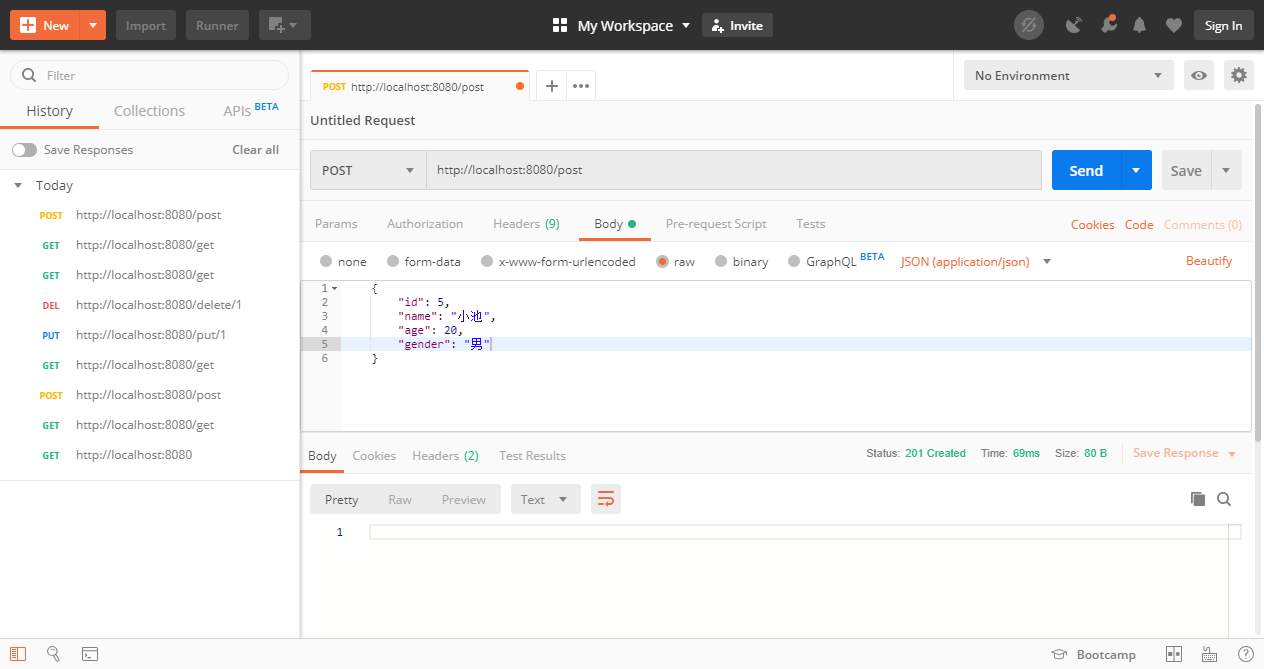 New Import Runner My Workspace Invite Sign In
Filter
History Collections APIs BETA
Save Responses Clear all
Today
POST http://localhost:8080/post
GET http://localhost:8080/get
GET http://localhost:8080/get
DEL http://localhost:8080/delete/1
PUT http://localhost:8080/put/1
GET http://localhost:8080/get
POST http://localhost:8080/post
GET http://localhost:8080/get
GET http://localhost:8080
POST http://localhost:8080/post
No Environment
Untitled Request
POST http://localhost:8080/post Send Save
Params Authorization Headers (9) Body Pre-request Script Tests Cookies Code Comments (0)
none form-data x-www-form-urlencoded raw binary GraphQL BETA JSON (application/json) Beautify
1 {
2 "id": 5,
3 "name": "小池",
4 "age": 20,
5 "gender": "男"
6 }
Body Cookies Headers (2) Test Results Status: 201 Created Time: 69ms Size: 80 B Save Response
Pretty Raw Preview Text
1
Bootcamp